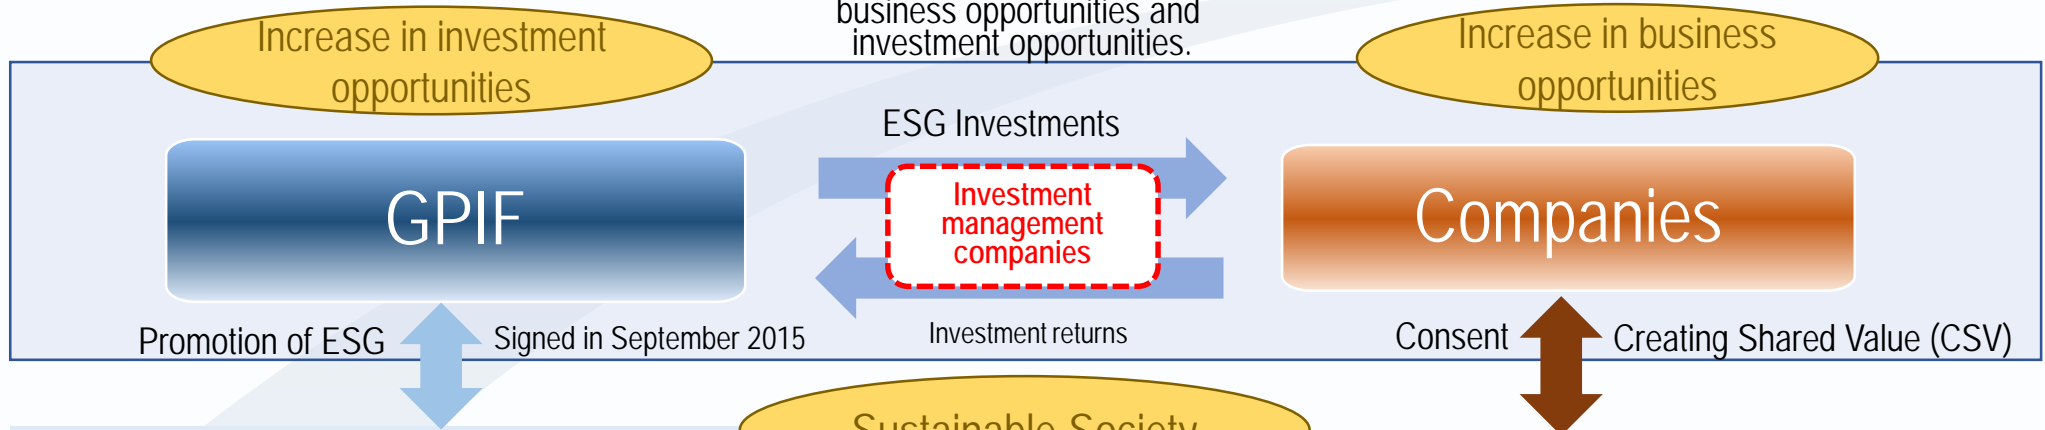 business opportunities and
investment opportunities.
Increase in investment
opportunities
Increase in business
opportunities
ESG Investments
GPIF
Investment
management
companies
Companies
Promotion of ESG
Signed in September 2015
Investment returns
Consent
Creating Shared Value (CSV)
Sustainable Society